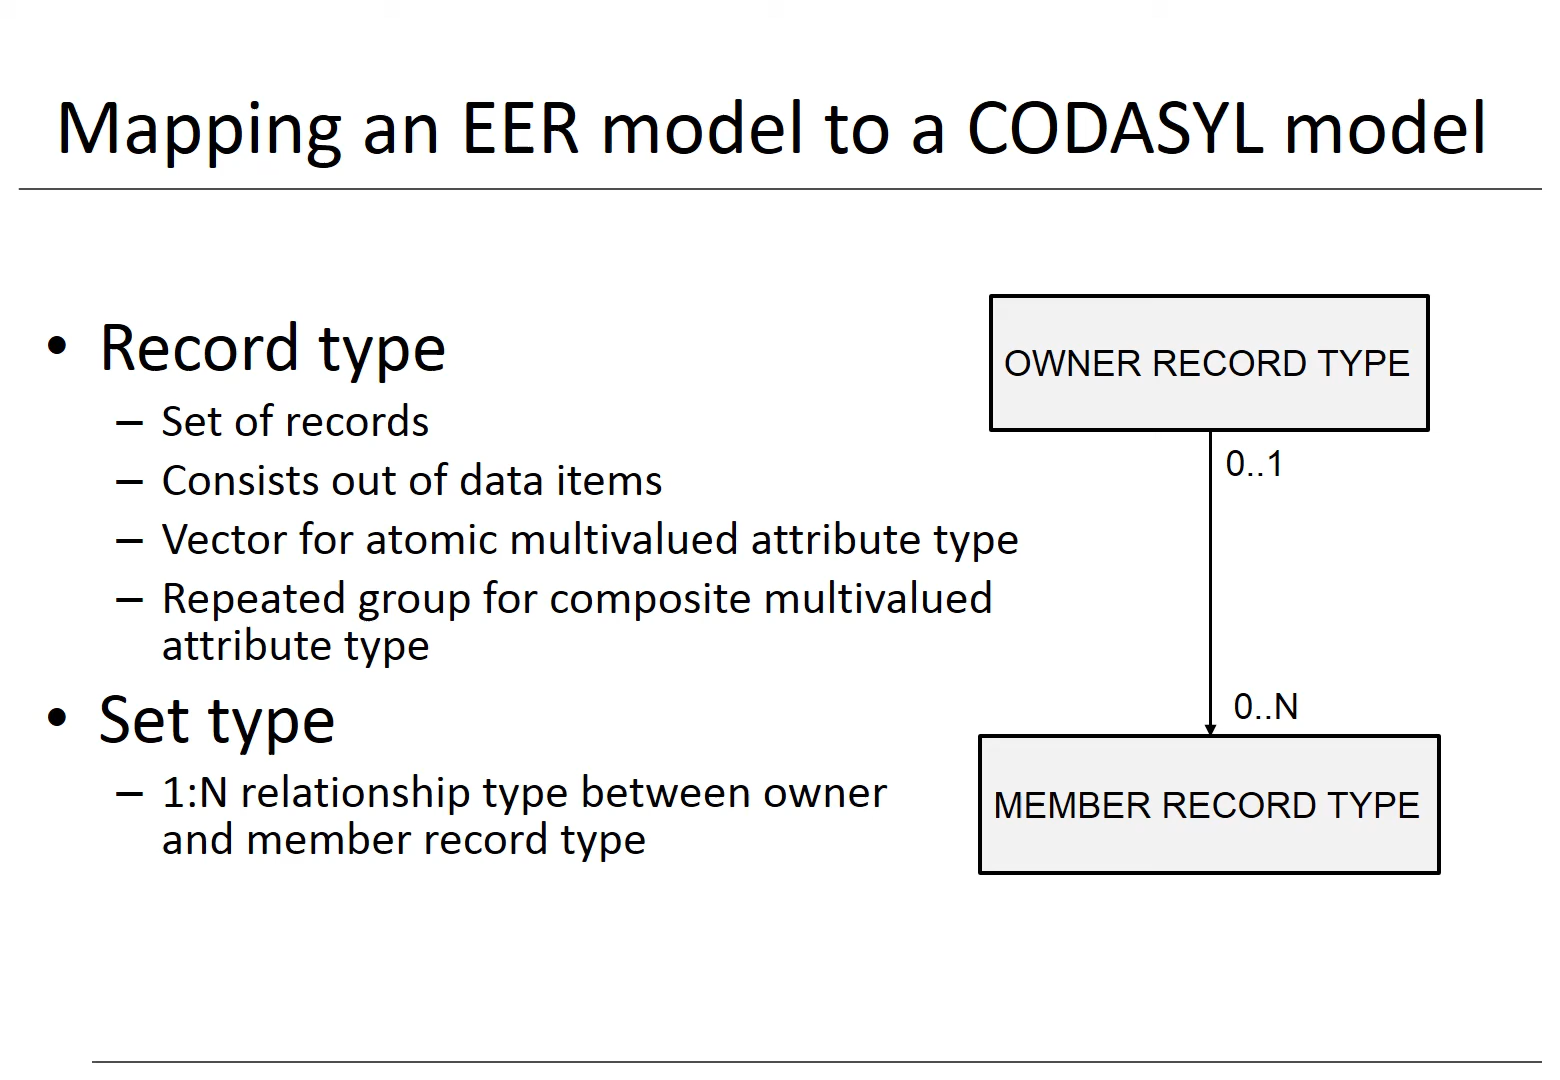 Mapping an EER model to a CODASYL model
• Record type
– Set of records
– Consists out of data items
– Vector for atomic multivalued attribute type
– Repeated group for composite multivalued
attribute type
• Set type
– 1:N relationship type between owner
and member record type
OWNER RECORD TYPE
0..1
0..N
MEMBER RECORD TYPE